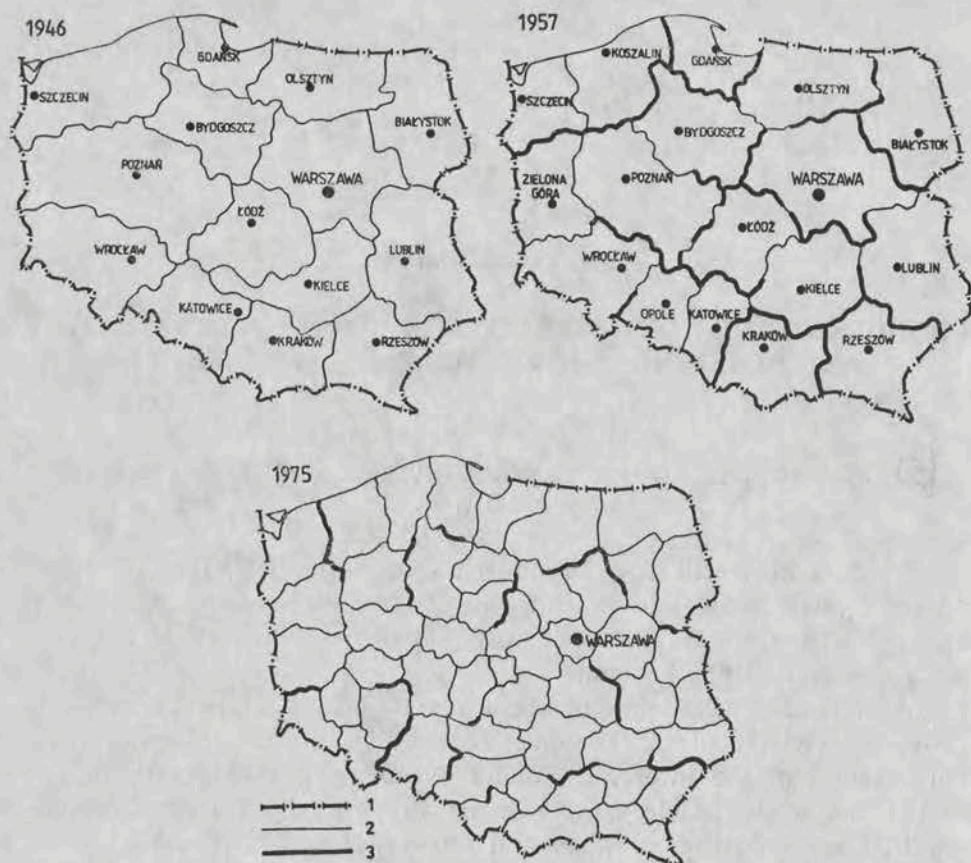 1946
GDAŃSK
OLSZTYN
SZCZECIN
BYDGOSZCZ
BIAŁYSTOK
POZNAŃ
WARSZAWA
ŁÓDŹ
WROCŁAW
LUBLIN
KIELCE
KATOWICE
KRAKÓW
RZESZÓW
1957
KOSZALIN
GDAŃSK
OLSZTYN
SZCZECIN
BYDGOSZCZ
BIAŁYSTOK
ZIELONA
GÓRA
POZNAŃ
WARSZAWA
ŁÓDŹ
WROCŁAW
LUBLIN
OPOLE
KATOWICE
KIELCE
KRAKÓW
RZESZÓW
1975
WARSZAWA
1
2
3